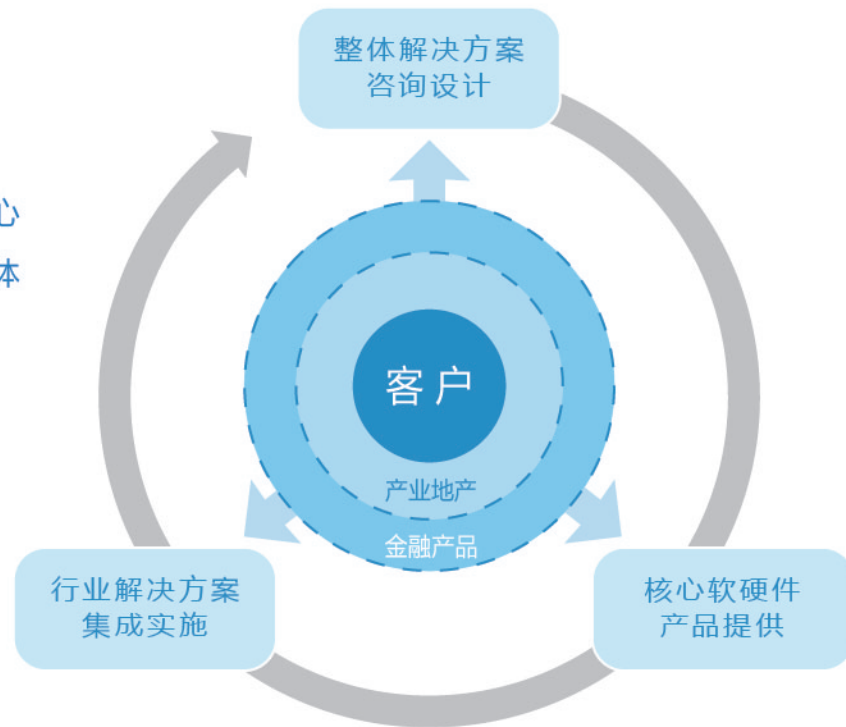 整体解决方案
咨询设计
心
体
客户
产业地产
金融产品
行业解决方案
集成实施
核心软硬件
产品提供